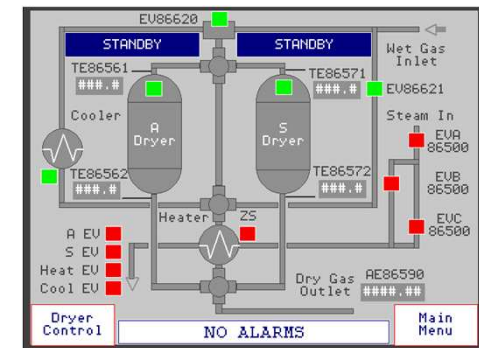 EV86620
STANDBY
STANDBY
Wet Gas
Inlet
TE86561
###.#
TE86571
###.#
EV86621
Cooler
A
Dryer
S
Dryer
Steam In
EVA
86500
TE86562
###.#
TE86572
###.#
EVB
86500
Heater
ZS
EVC
86500
A EV
S EV
Heat EV
Cool EV
Dry Gas
Outlet
AE86590
####.##
Dryer
Control
NO ALARMS
Main
Menu